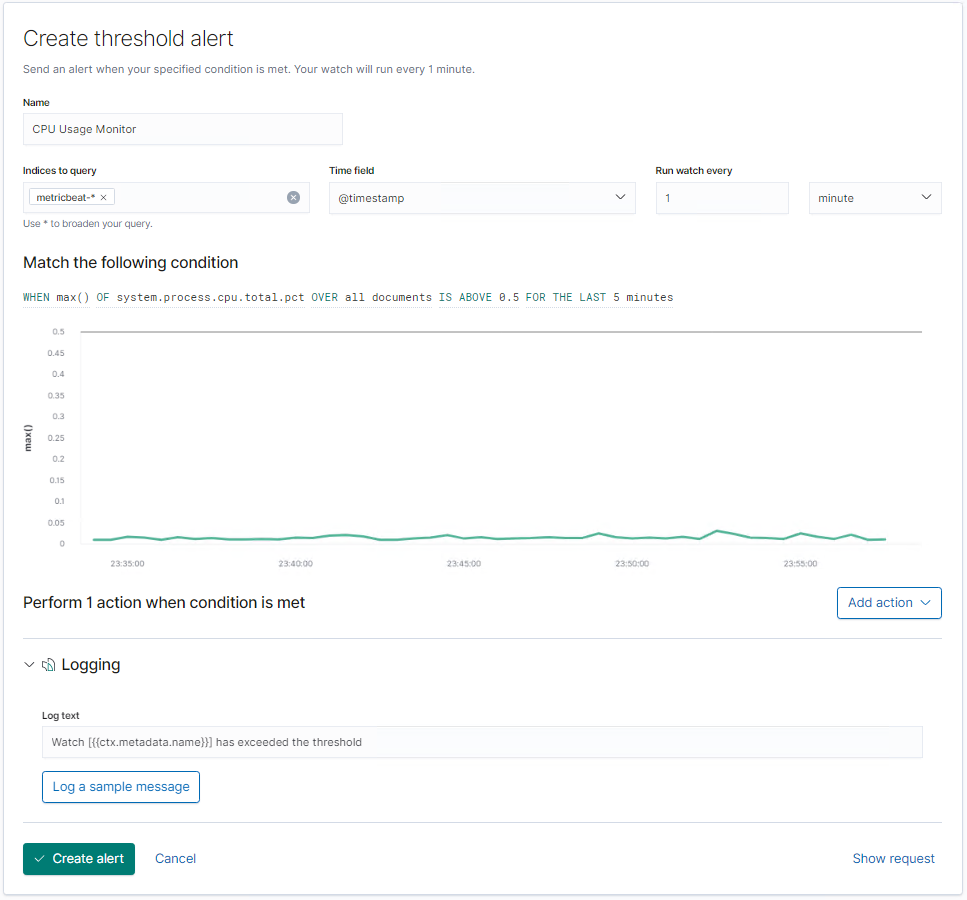 Create threshold alert
Send an alert when your specified condition is met. Your watch will run every 1 minute.
Name
CPU Usage Monitor
Indices to query
Time field
Run watch every
metricbeat-* ×
@timestamp
1
minute
Use * to broaden your query.
Match the following condition
WHEN max() OF system.process.cpu.total.pct OVER all documents IS ABOVE 0.5 FOR THE LAST 5 minutes
0.5
0.45
0.4
0.35
0.3
0.25
0.2
0.15
0.1
0.05
0
max()
23:35:00 23:40:00 23:45:00 23:50:00 23:55:00
Perform 1 action when condition is met
Add action
Logging
Log text
Watch [{{ctx.metadata.name}}] has exceeded the threshold
Log a sample message
Create alert
Cancel
Show request